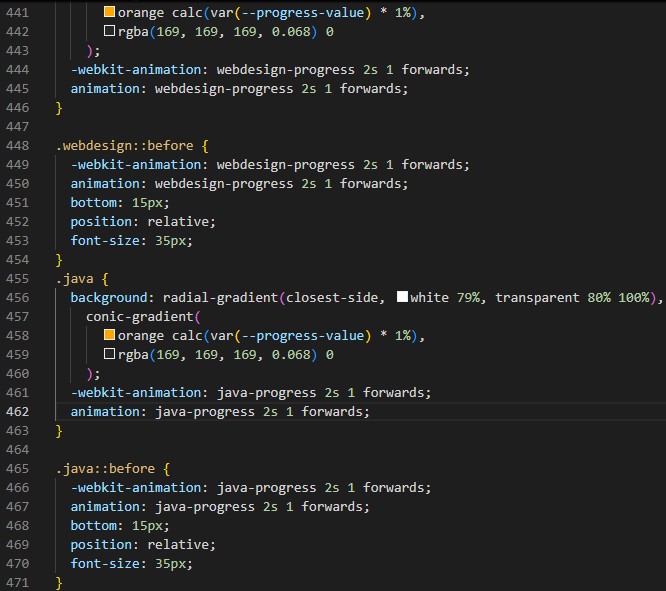 441 orange calc(var(--progress-value) * 1%),
442 rgba(169, 169, 169, 0.068) 0
443 );
444 -webkit-animation: webdesign-progress 2s 1 forwards;
445 animation: webdesign-progress 2s 1 forwards;
446 }
447
448 .webdesign::before {
449 -webkit-animation: webdesign-progress 2s 1 forwards;
450 animation: webdesign-progress 2s 1 forwards;
451 bottom: 15px;
452 position: relative;
453 font-size: 35px;
454 }
455 .java {
456 background: radial-gradient(closest-side, white 79%, transparent 80% 100%),
457 conic-gradient(
458 orange calc(var(--progress-value) * 1%),
459 rgba(169, 169, 169, 0.068) 0
460 );
461 -webkit-animation: java-progress 2s 1 forwards;
462 animation: java-progress 2s 1 forwards;
463 }
464
465 .java::before {
466 -webkit-animation: java-progress 2s 1 forwards;
467 animation: java-progress 2s 1 forwards;
468 bottom: 15px;
469 position: relative;
470 font-size: 35px;
471 }